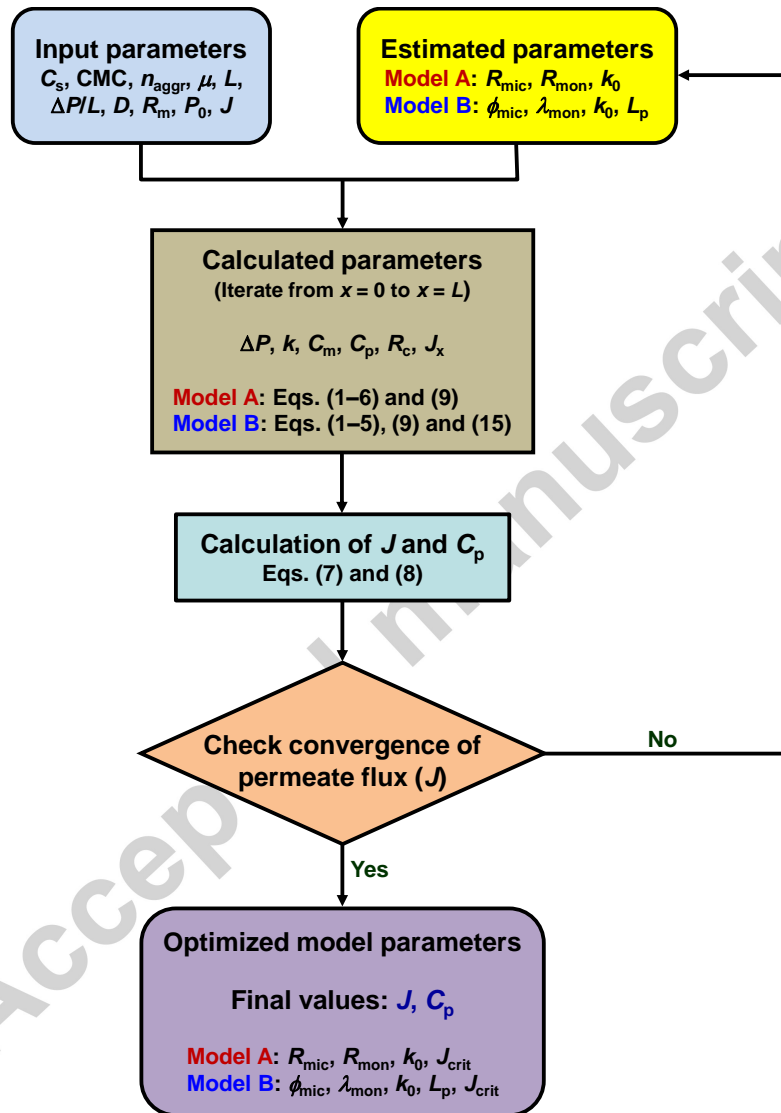 Input parameters
Cs, CMC, naggr, μ, L,
ΔP/L, D, Rm, P0, J
Estimated parameters
Model A: Rmic, Rmon, k0
Model B: ϕmic, λmon, k0, Lp
Calculated parameters
(Iterate from x = 0 to x = L)
ΔP, k, Cm, Cp, Rc, Jx
Model A: Eqs. (1–6) and (9)
Model B: Eqs. (1–5), (9) and (15)
Calculation of J and Cp
Eqs. (7) and (8)
Check convergence of
permeate flux (J)
No
Yes
Optimized model parameters
Final values: J, Cp
Model A: Rmic, Rmon, k0, Jcrit
Model B: ϕmic, λmon, k0, Lp, Jcrit